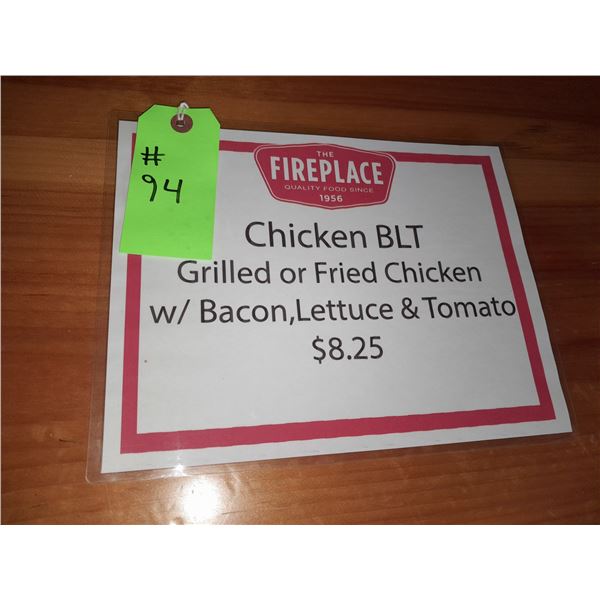 #
94
THE
FIREPLACE
QUALITY FOOD SINCE
1956
Chicken BLT
Grilled or Fried Chicken
w/ Bacon,Lettuce & Tomato
$8.25